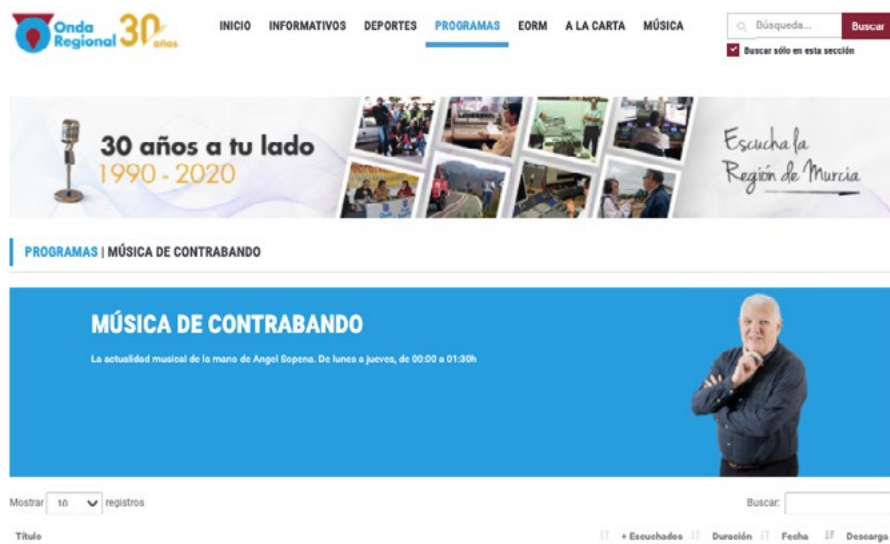 Onda
Regional 30 años
INICIO INFORMATIVOS DEPORTES PROGRAMAS EORM A LA CARTA MÚSICA
Búsqueda... Buscar
Buscar sólo en esta sección
30 años a tu lado
1990 - 2020
Escucha la
Región de Murcia
PROGRAMAS | MÚSICA DE CONTRABANDO
MÚSICA DE CONTRABANDO
La actualidad musical de la mano de Angel Sopena. De lunes a jueves, de 00:00 a 01:30h
Mostrar 10 registros
Buscar:
Título + Escuchados Duración Fecha Descarga